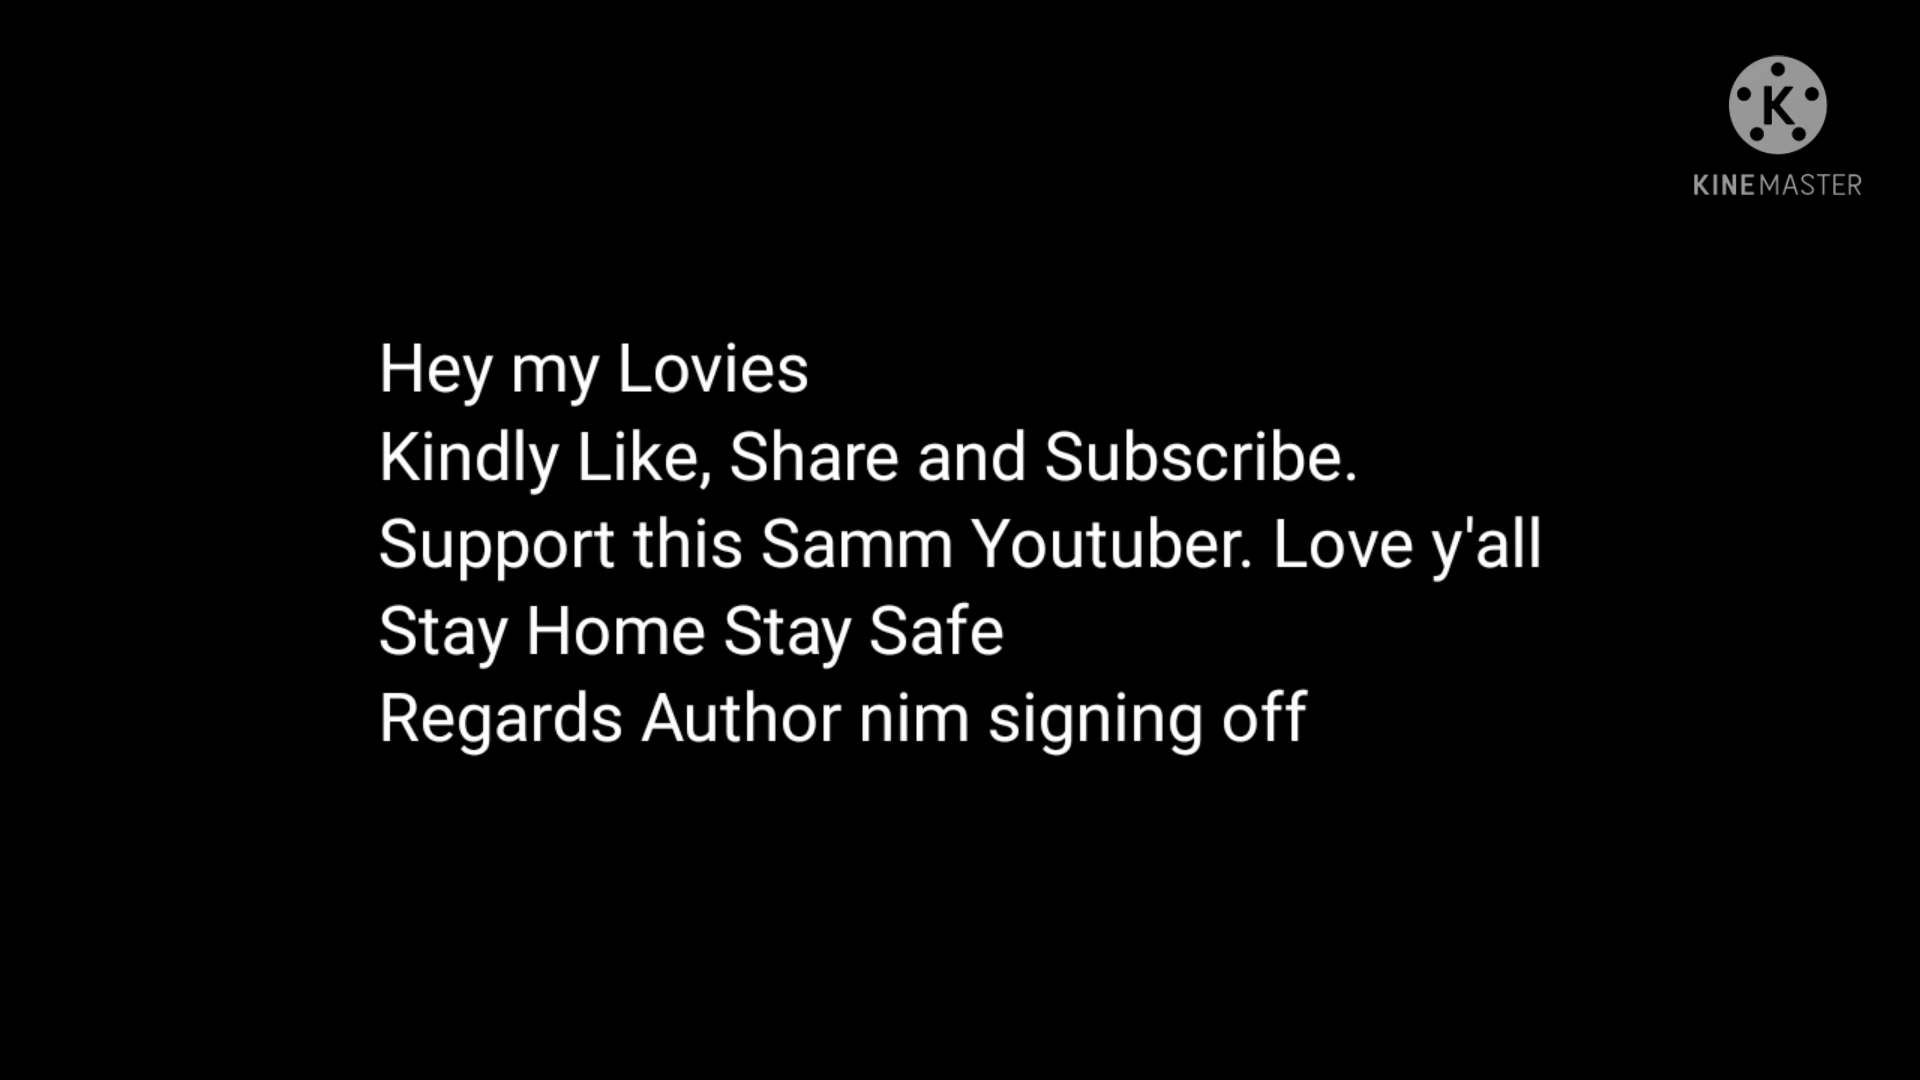 K
KINEMASTER
Hey my Lovies
Kindly Like, Share and Subscribe.
Support this Samm Youtuber. Love y'all
Stay Home Stay Safe
Regards Author nim signing off